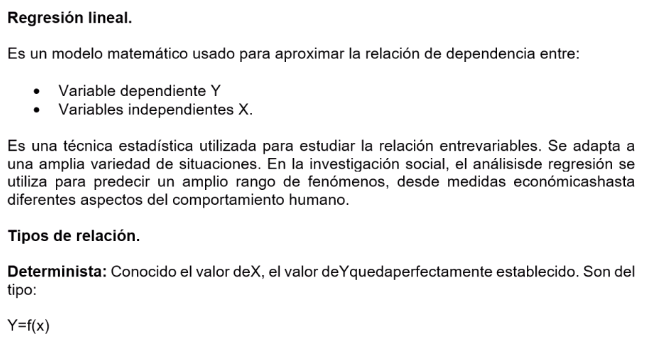 Regresión lineal.
Es un modelo matemático usado para aproximar la relación de dependencia entre:
• Variable dependiente Y
• Variables independientes X.
Es una técnica estadística utilizada para estudiar la relación entrevariables. Se adapta a
una amplia variedad de situaciones. En la investigación social, el análisisde regresión se
utiliza para predecir un amplio rango de fenómenos, desde medidas económicashasta
diferentes aspectos del comportamiento humano.
Tipos de relación.
Determinista: Conocido el valor deX, el valor deYquedaperfectamente establecido. Son del
tipo:
Y=f(x)